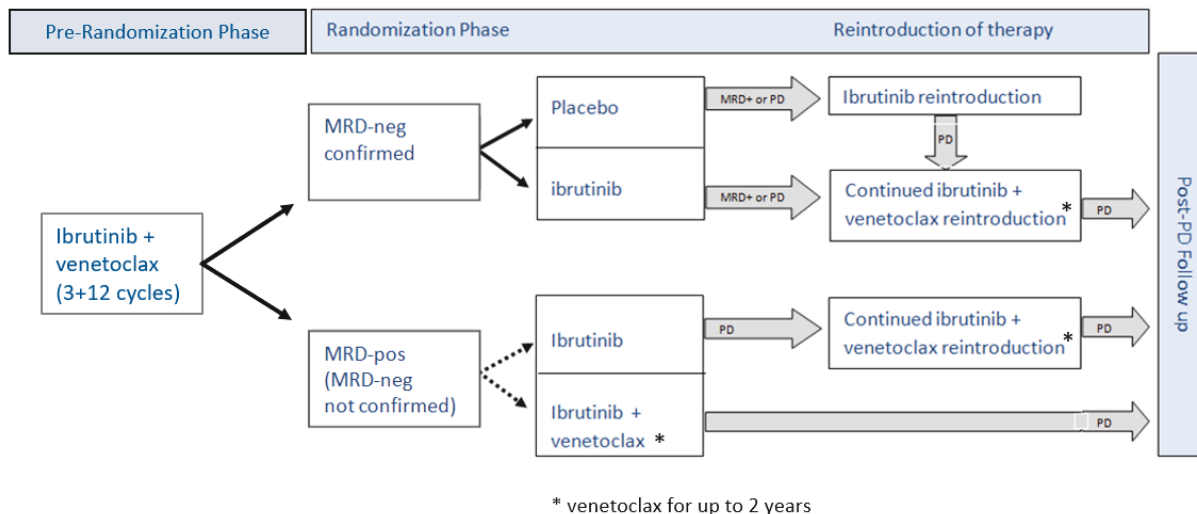 Pre-Randomization Phase
Randomization Phase
Reintroduction of therapy
Ibrutinib +
venetoclax
(3+12 cycles)
MRD-neg
confirmed
Placebo
ibrutinib
MRD+ or PD
Ibrutinib reintroduction
PD
MRD+ or PD
Continued ibrutinib +
venetoclax reintroduction*
PD
MRD-pos
(MRD-neg
not confirmed)
Ibrutinib
Ibrutinib +
venetoclax *
PD
Continued ibrutinib +
venetoclax reintroduction*
PD
PD
Post-PD Follow up
* venetoclax for up to 2 years